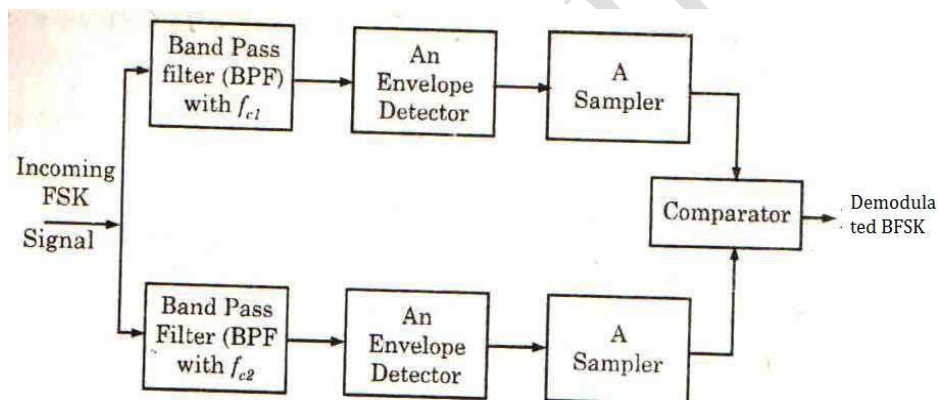 Band Pass
filter (BPF)
with fc1
An
Envelope
Detector
A
Sampler
Incoming
FSK
Signal
Comparator
Demodula
ted BFSK
Band Pass
Filter (BPF
with fc2
An
Envelope
Detector
A
Sampler